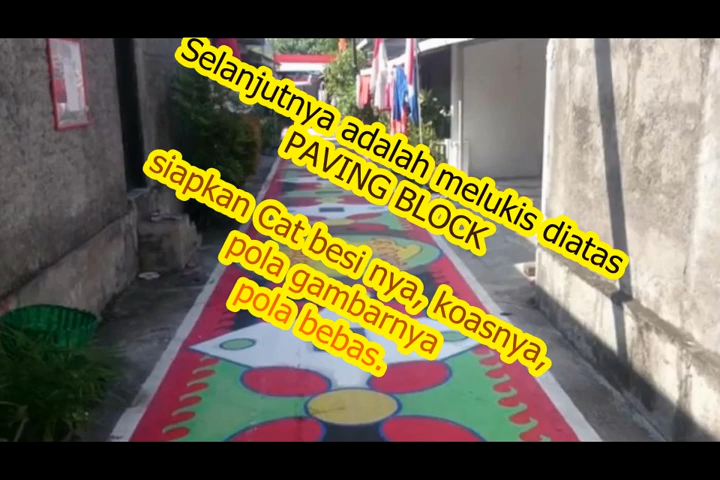 Selanjutnya adalah melukis diatas
PAVING BLOCK
siapkan Cat besi nya, koasnya,
pola gambarnya
pola bebas.